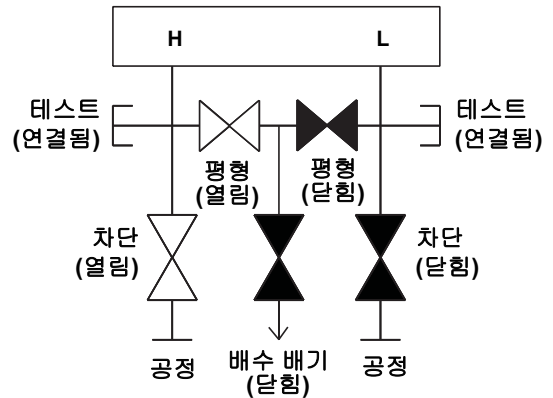 H
L
테스트
(연결됨)
테스트
(연결됨)
평형
(열림)
평형
(닫힘)
차단
(열림)
차단
(닫힘)
공정
배수 배기
(닫힘)
공정